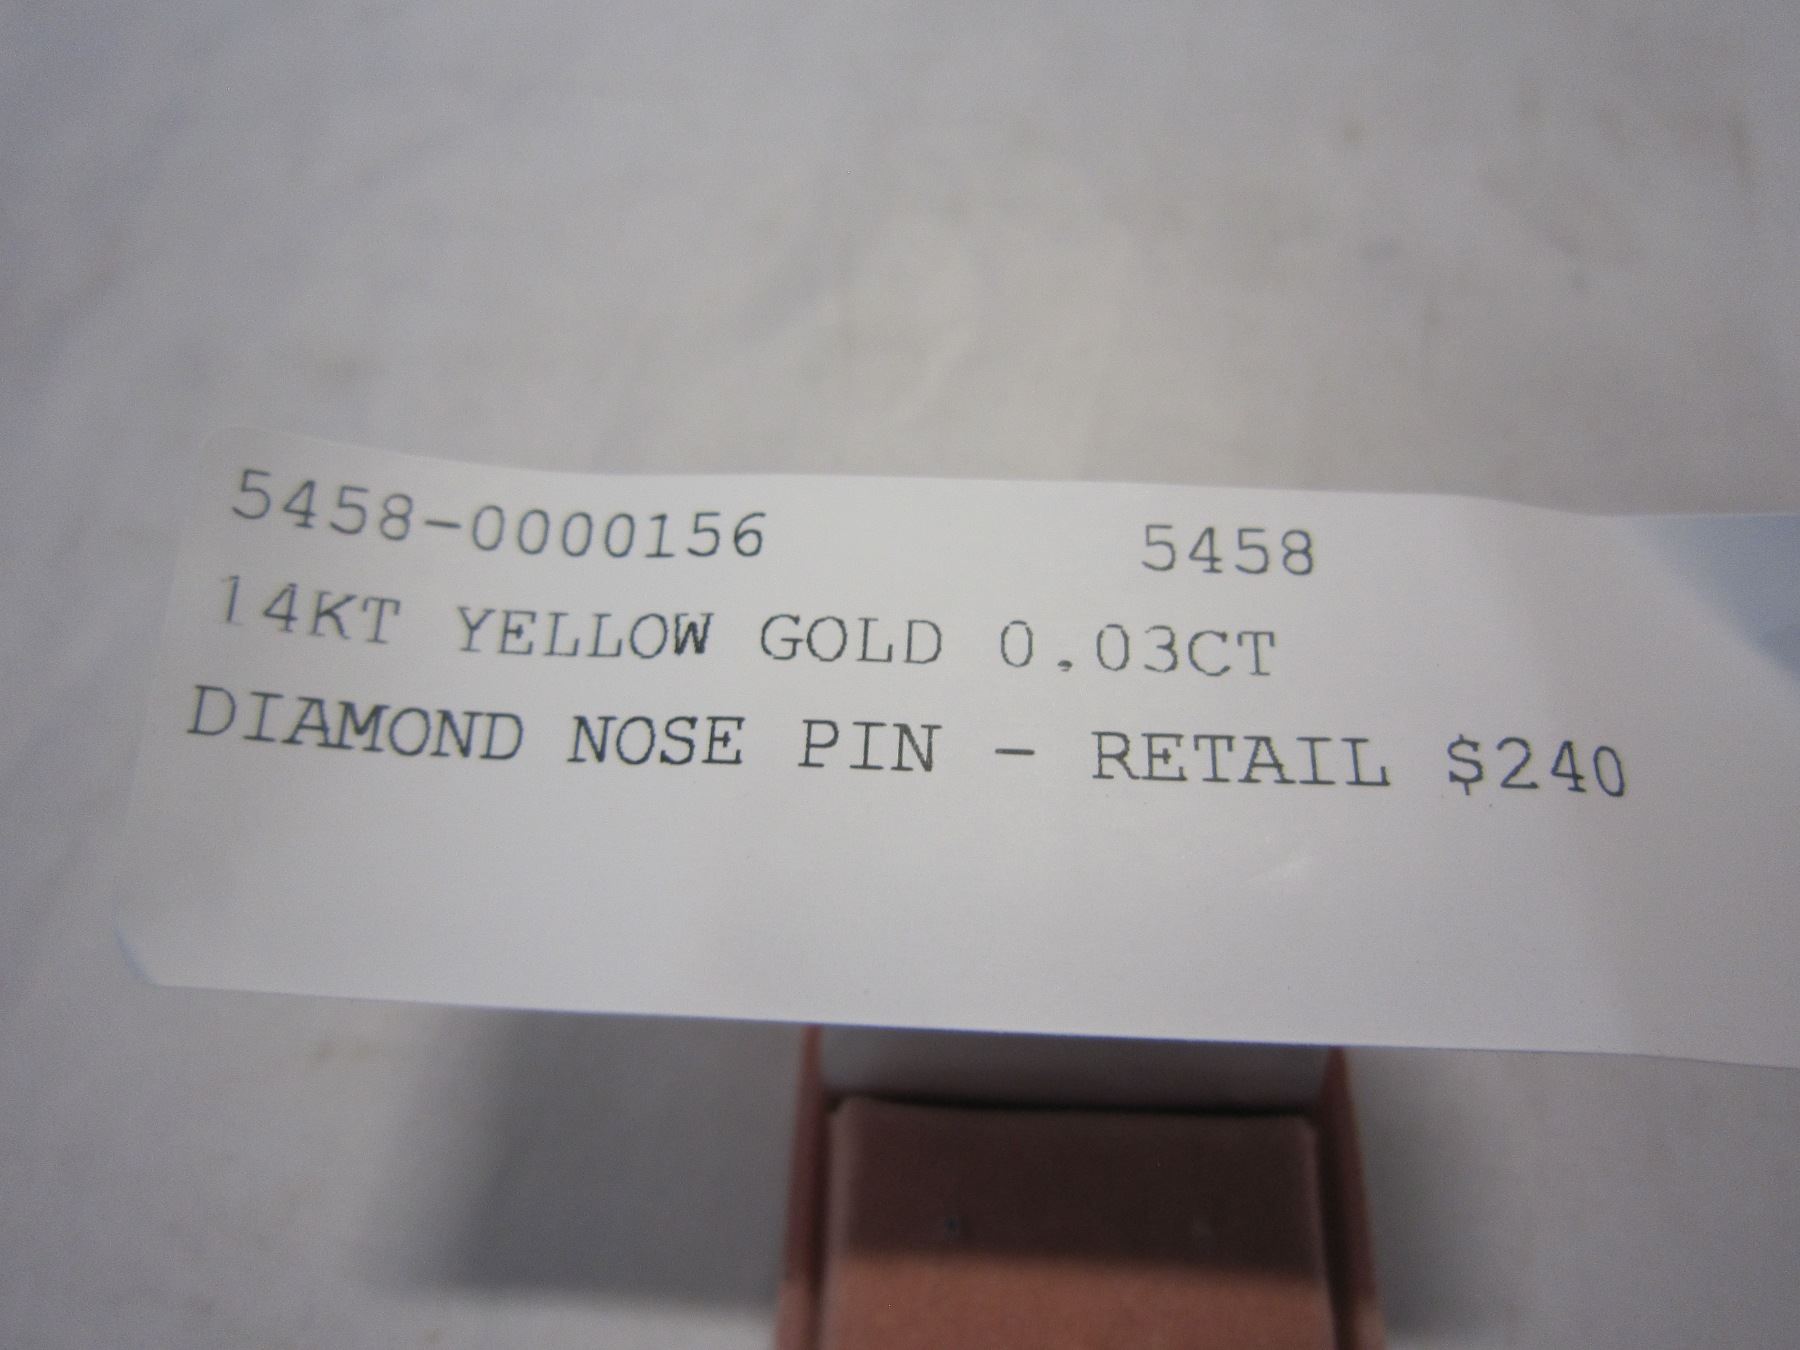 5458-0000156 5458
14KT YELLOW GOLD 0.03CT
DIAMOND NOSE PIN - RETAIL $240